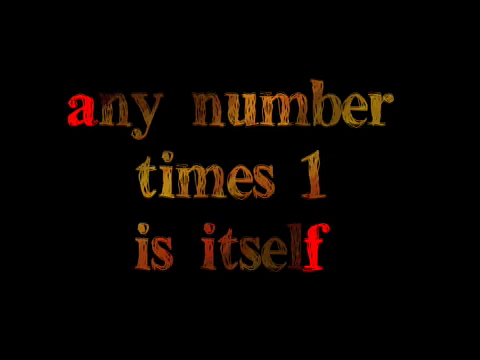 any number
times 1
is itself